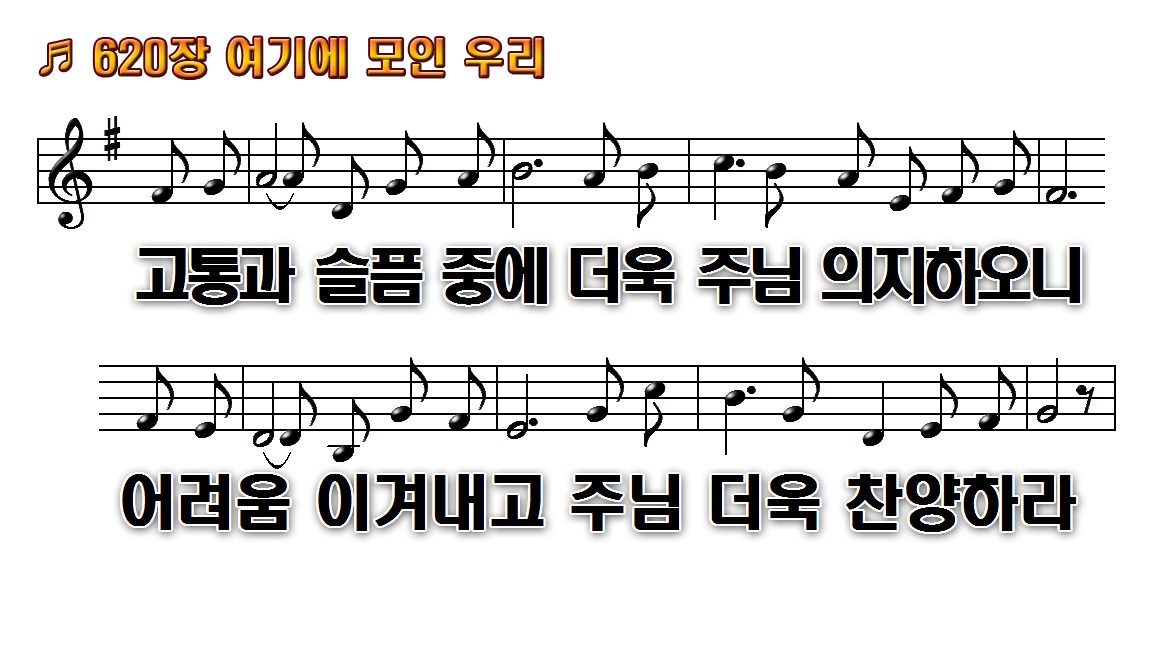 ♬ 620장 여기에 모인 우리
고통과 슬픔 중에 더욱 주님 의지하오니
어려움 이겨내고 주님 더욱 찬양하라